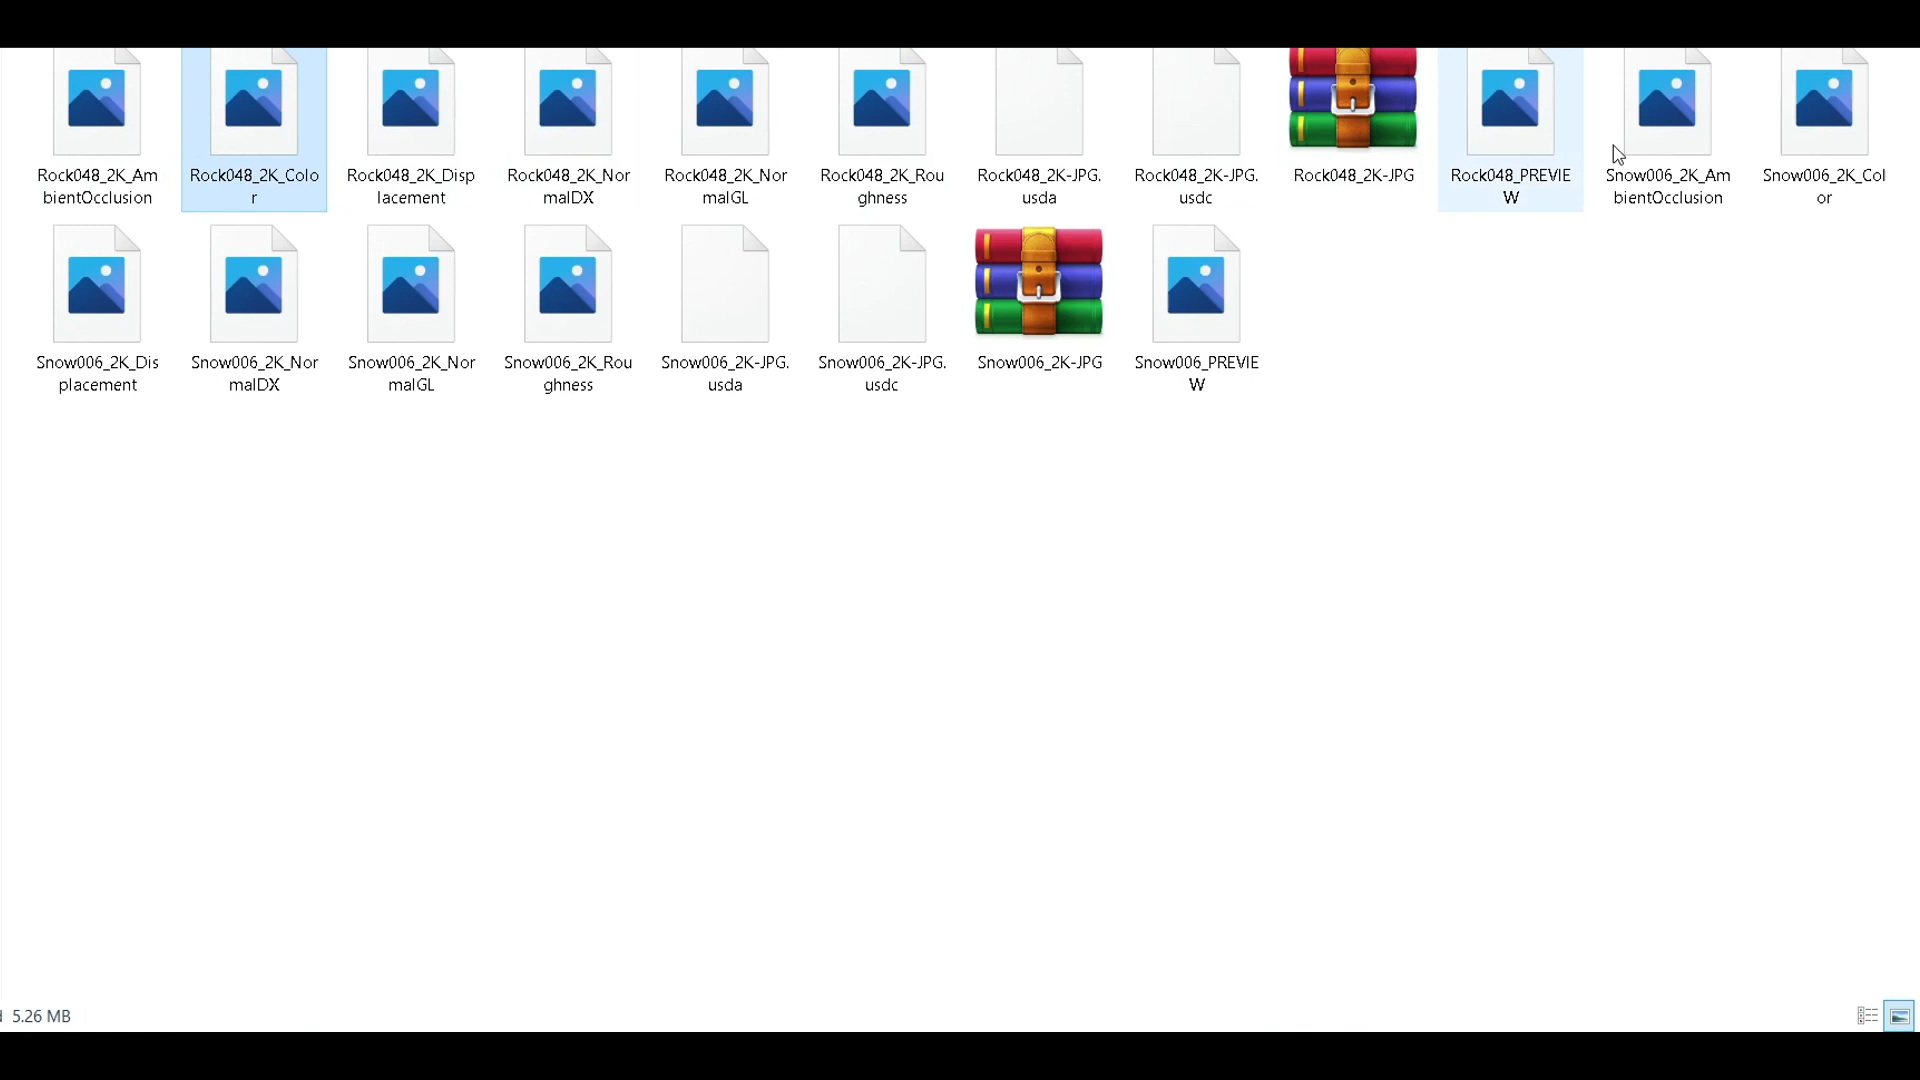 Rock048_2K_Am
bientOcclusion
Rock048_2K_Colo
r
Rock048_2K_Disp
lacement
Rock048_2K_Nor
malDX
Rock048_2K_Nor
malGL
Rock048_2K_Rou
ghness
Rock048_2K-JPG.
usda
Rock048_2K-JPG.
usdc
Rock048_2K-JPG
Rock048_PREVIE
W
Snow006_2K_Am
bientOcclusion
Snow006_2K_Col
or
Snow006_2K_Dis
placement
Snow006_2K_Nor
malDX
Snow006_2K_Nor
malGL
Snow006_2K_Rou
ghness
Snow006_2K-JPG.
usda
Snow006_2K-JPG.
usdc
Snow006_2K-JPG
Snow006_PREVIE
W
5.26 MB